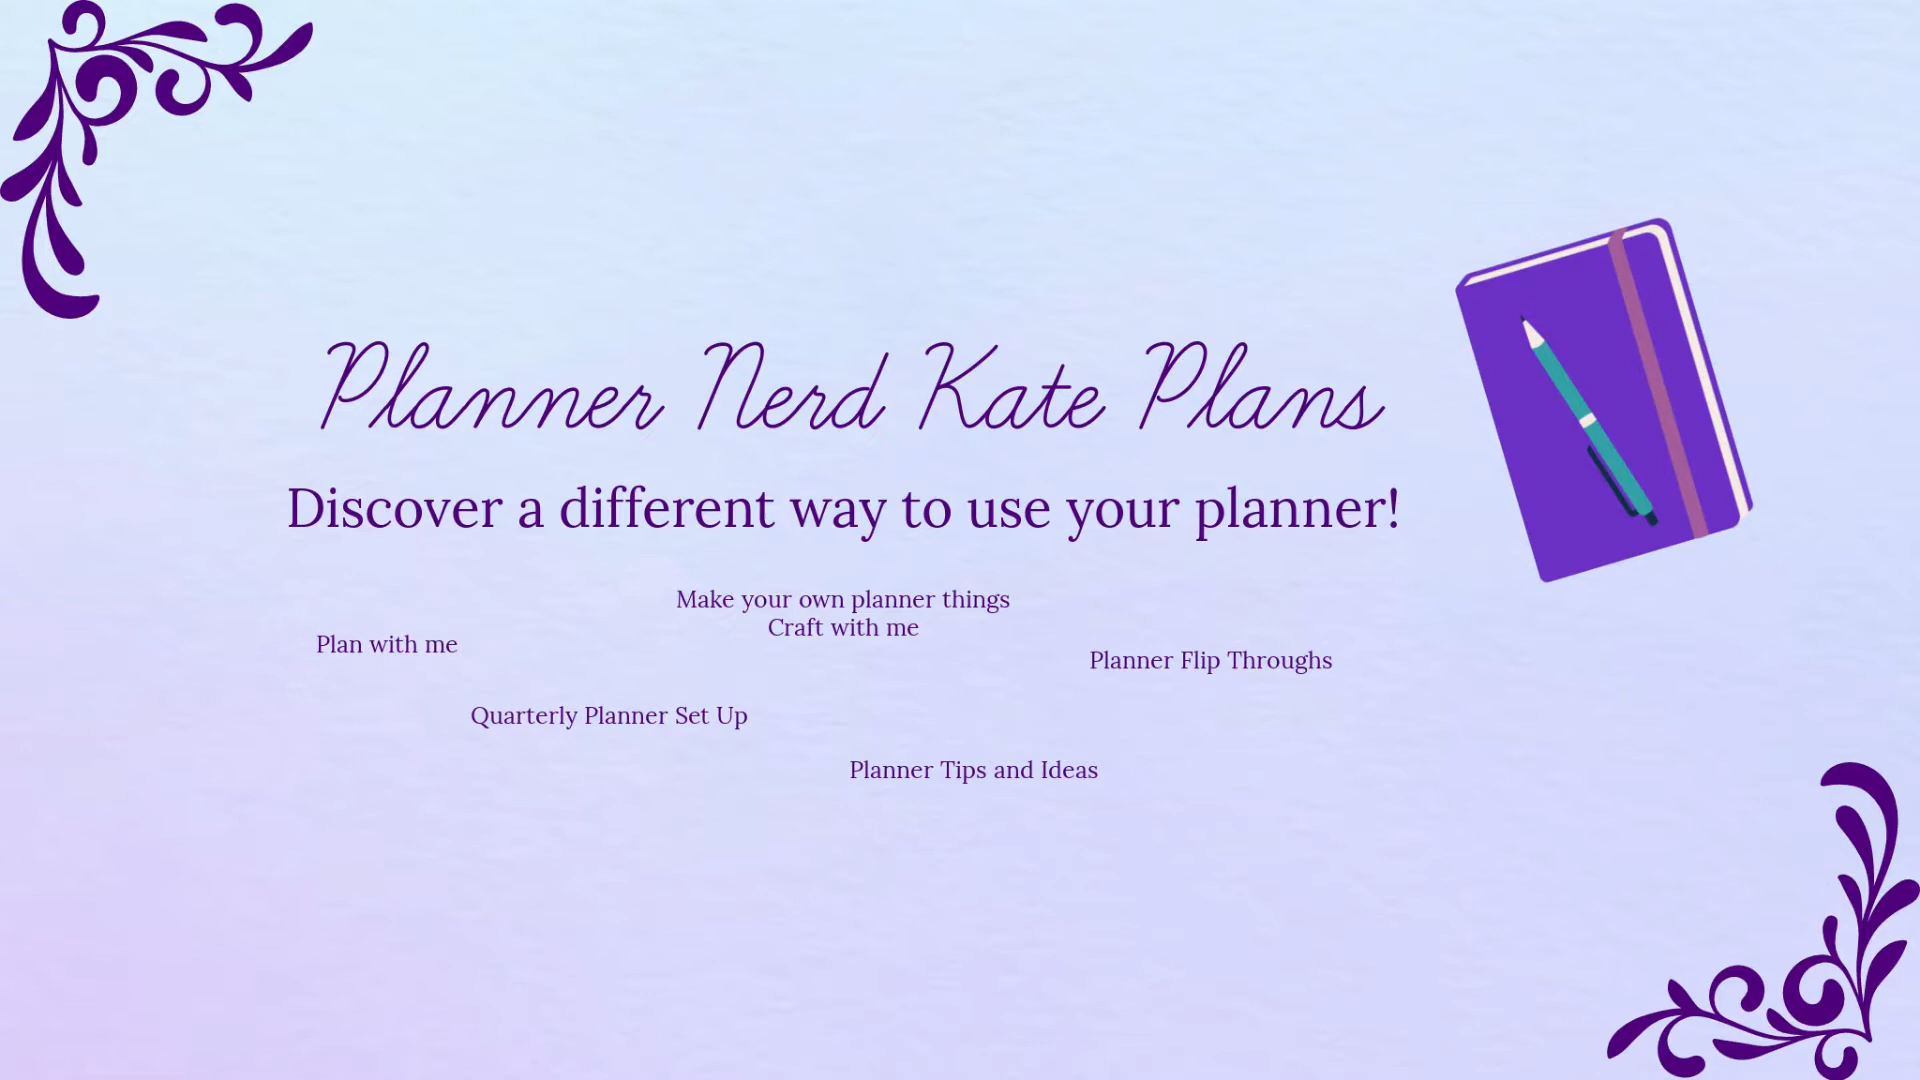 Planner Nerd Kate Plans
Discover a different way to use your planner!
Make your own planner things
Craft with me
Plan with me
Planner Flip Throughs
Quarterly Planner Set Up
Planner Tips and Ideas